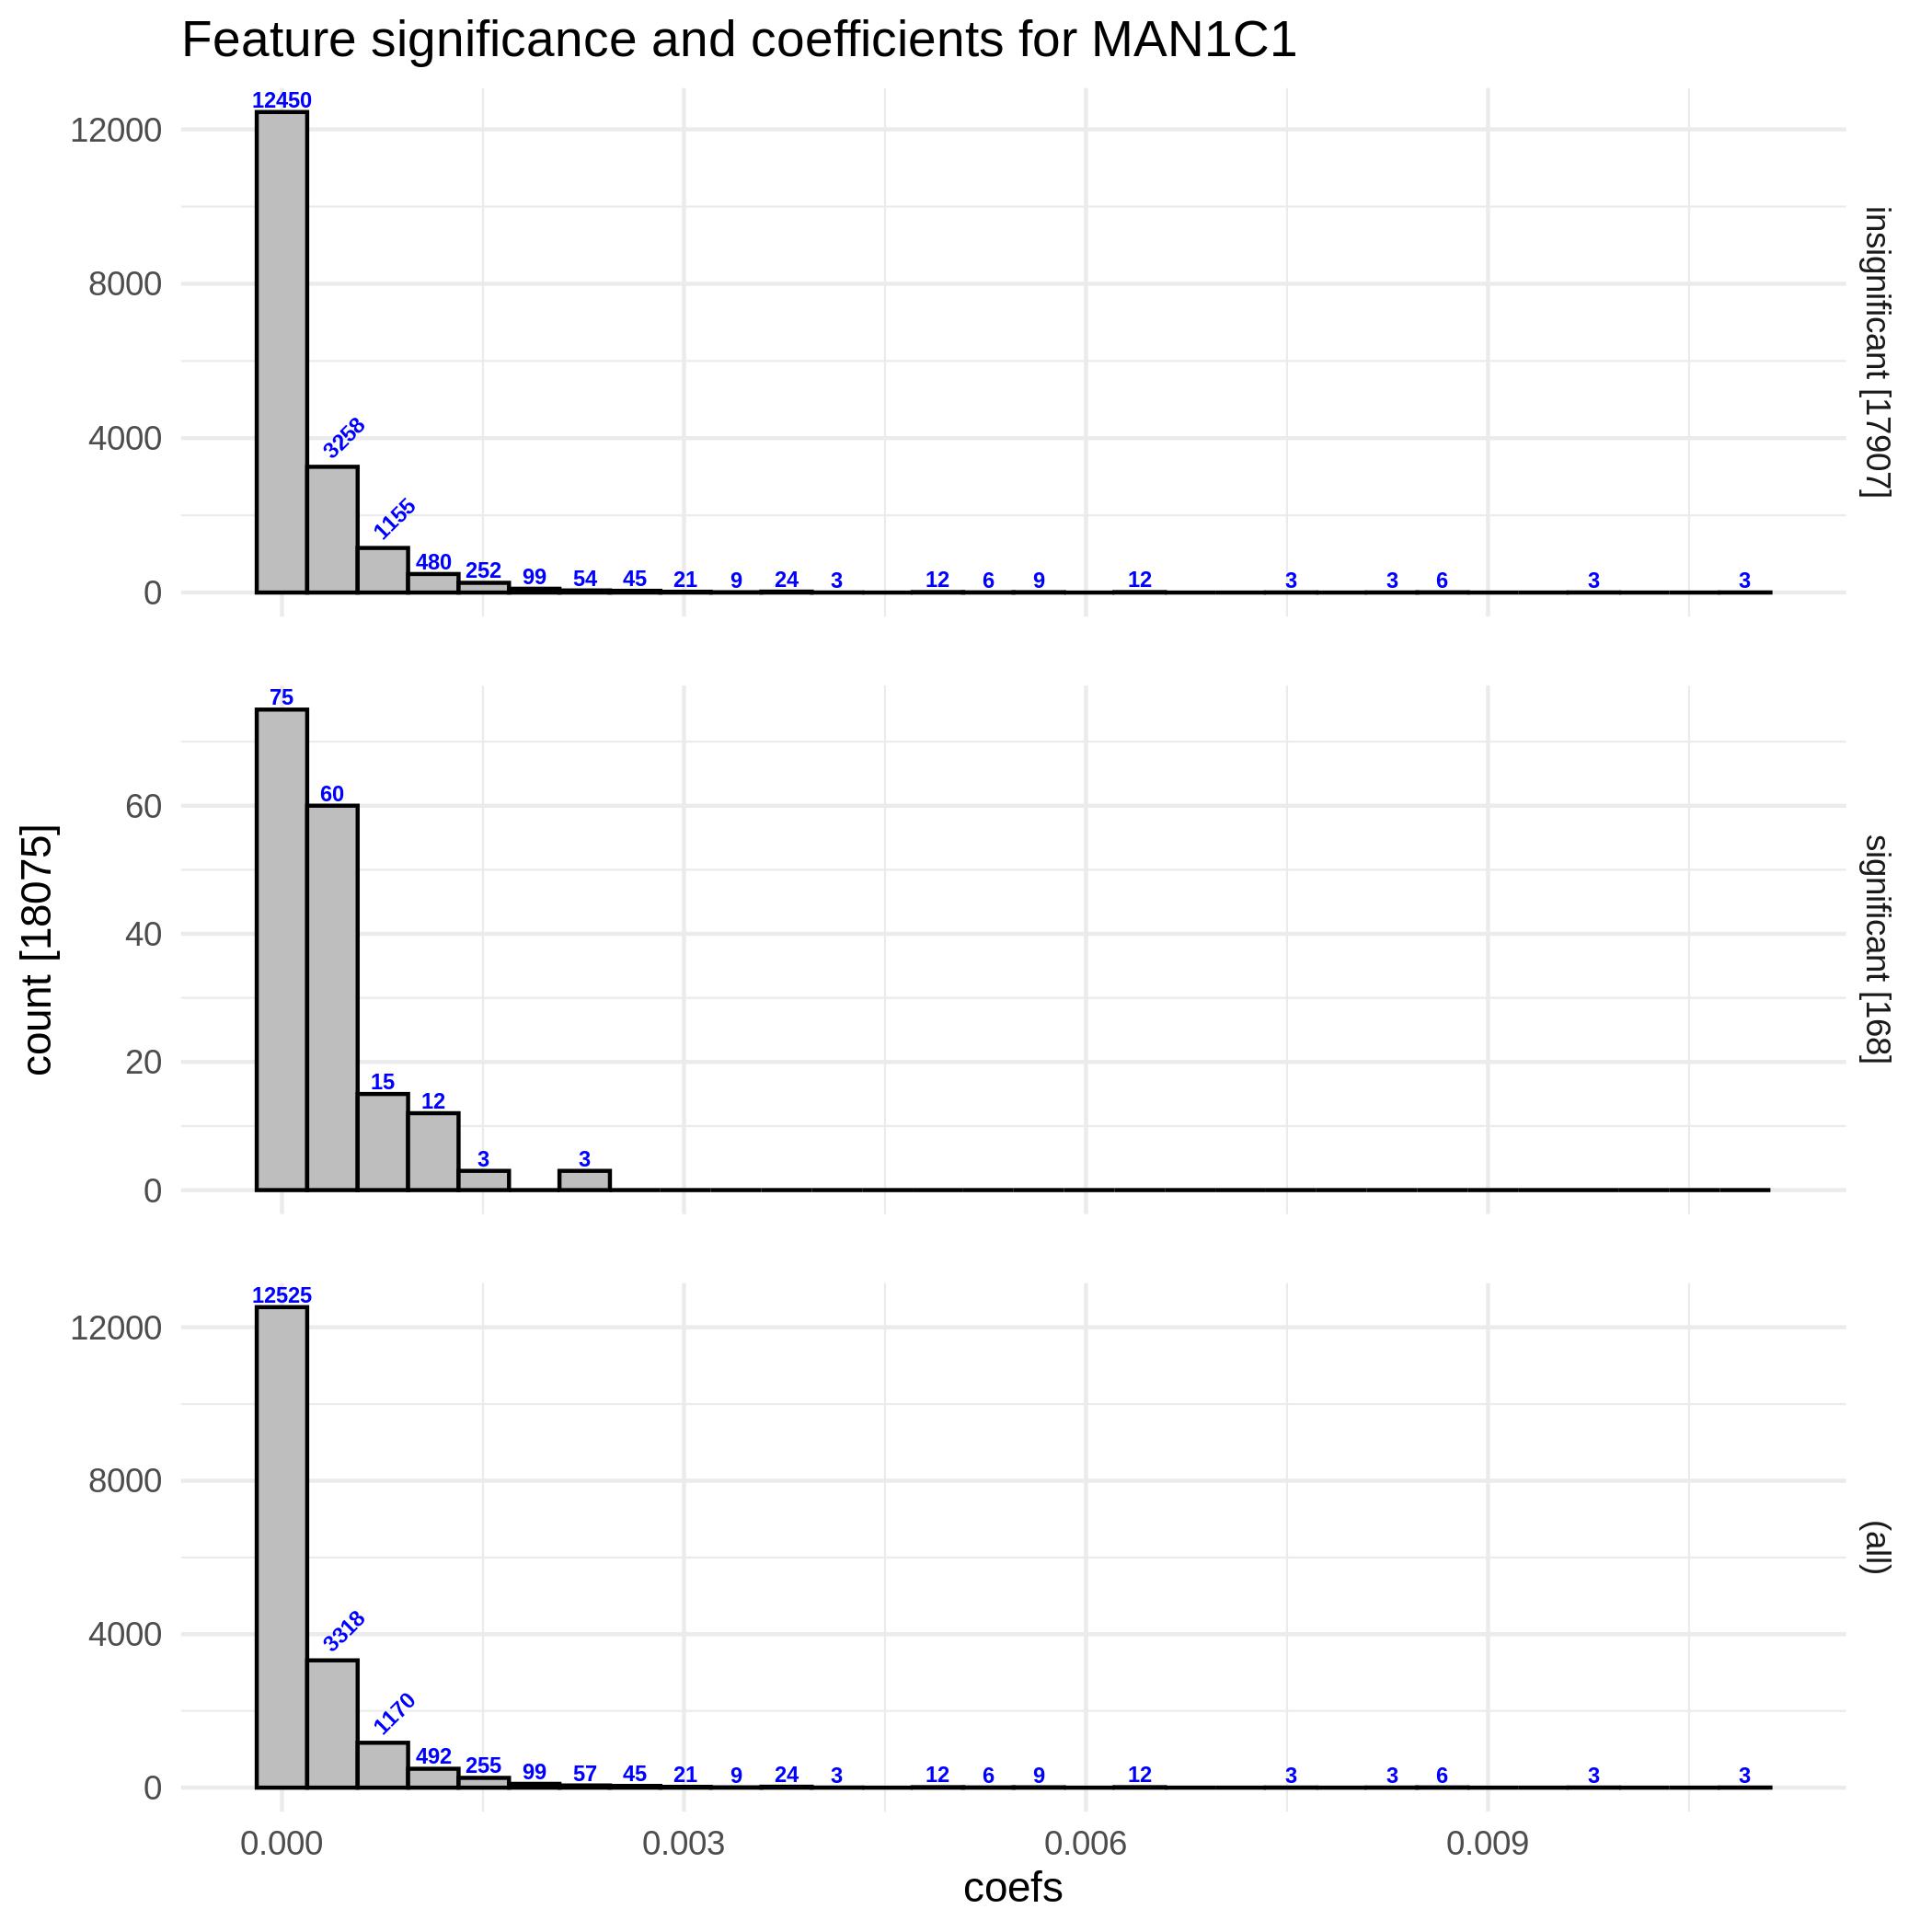 Feature significance and coefficients for MAN1C1
12450
12000
8000
4000
0
3258
1155
480 252 99 54 45 21 9 24 3 12 6 9 12 3 3 6 3 3
insignificant [17907]
count [18075]
75
60
60
40
20
0
15
12
3
3
significant [168]
12525
12000
8000
4000
0
3318
1170
492 255 99 57 45 21 9 24 3 12 6 9 12 3 3 6 3 3
(all)
0.000 0.003 0.006 0.009
coefs